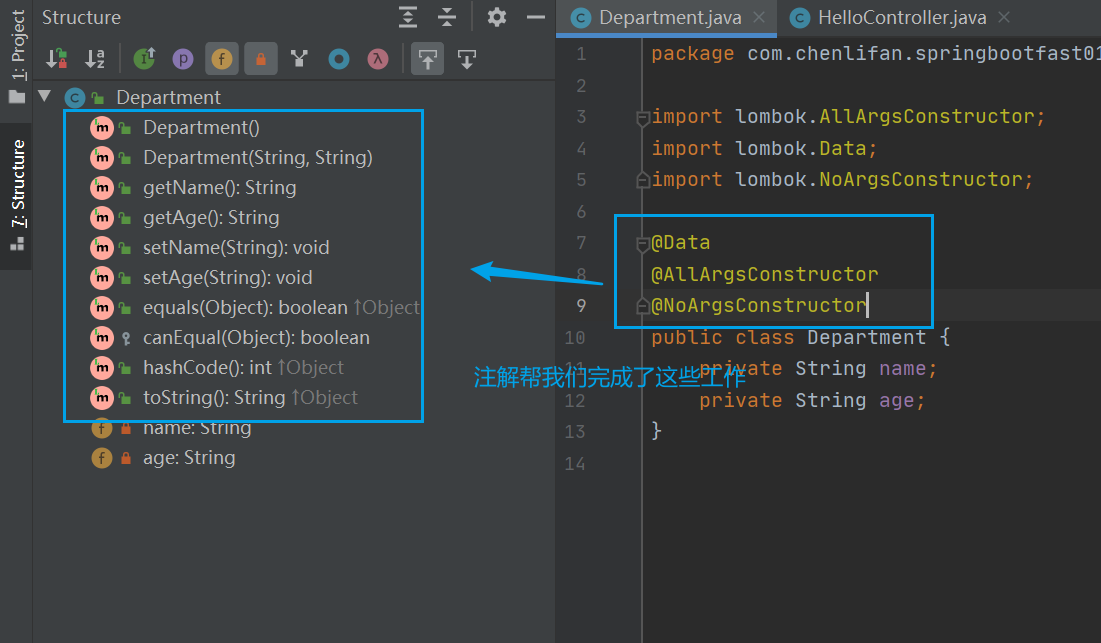 Structure
1: Project
7: Structure
Department
Department()
Department(String, String)
getName(): String
getAge(): String
setName(String): void
setAge(String): void
equals(Object): boolean ↑Object
canEqual(Object): boolean
hashCode(): int ↑Object
toString(): String ↑Object
name: String
age: String
Department.java
HelloController.java
1 package com.chenlifan.springbootfast01
2
3 import lombok.AllArgsConstructor;
4 import lombok.Data;
5 import lombok.NoArgsConstructor;
6
7 @Data
8 @AllArgsConstructor
9 @NoArgsConstructor
10 public class Department {
11 private String name;
注解帮我们完成了这些工作
12 private String age;
13 }
14